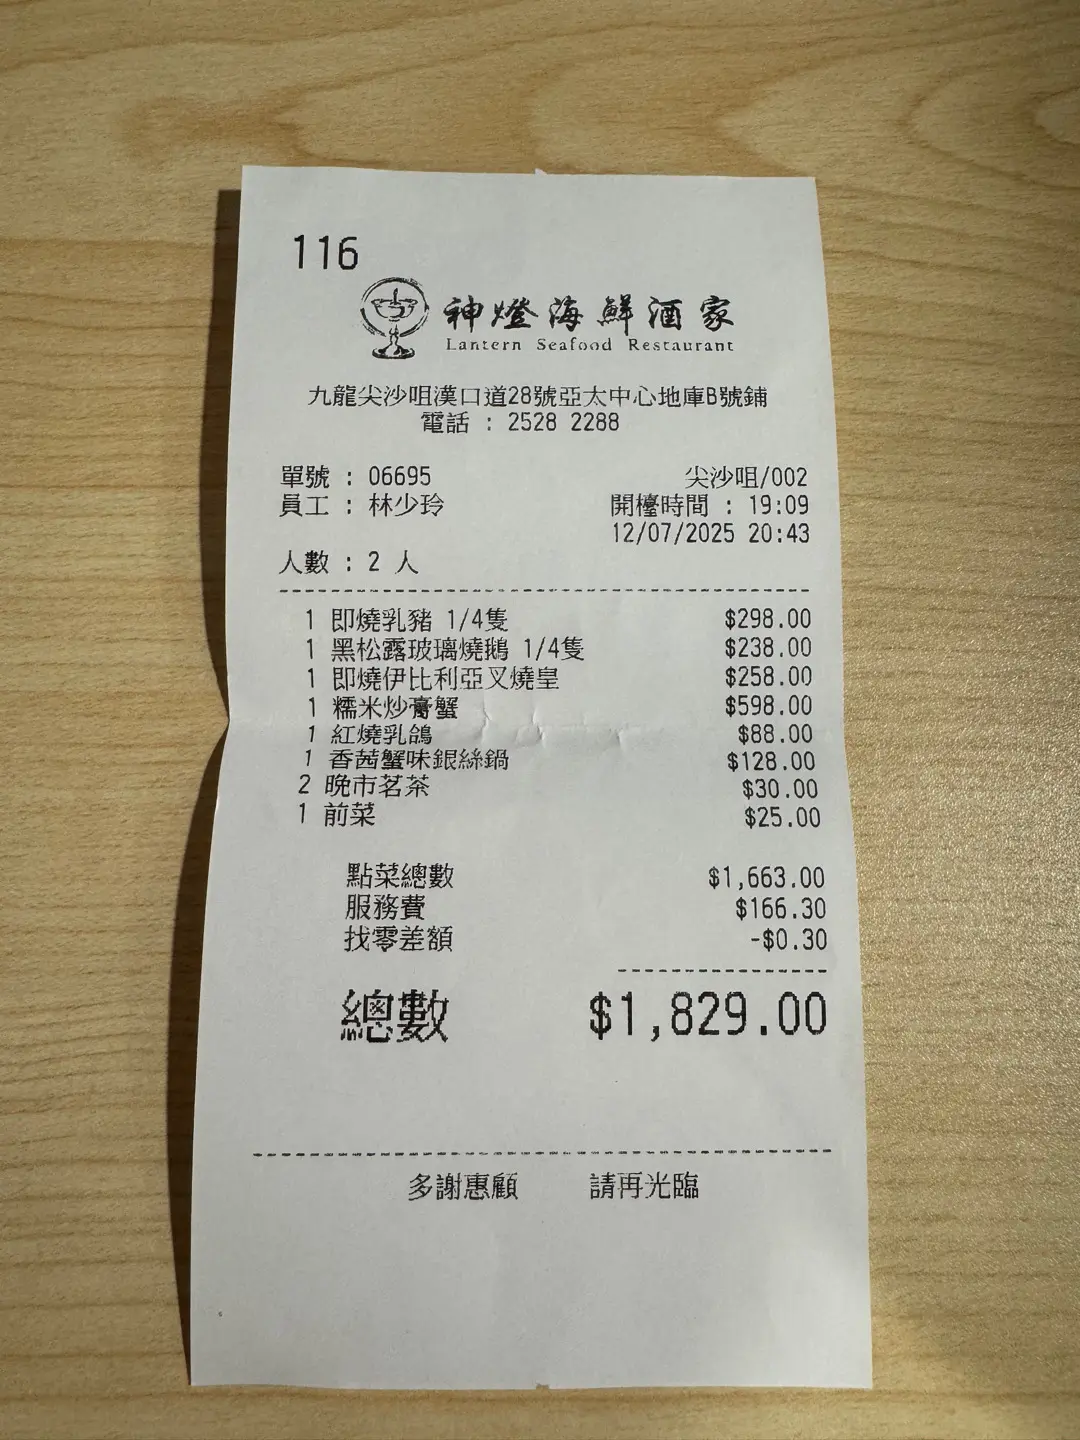 116
神燈海鮮酒家
Lantern Seafood Restaurant
九龍尖沙咀漢口道28號亞太中心地庫B號鋪
電話 : 2528 2288
單號 : 06695 尖沙咀/002
員工 : 林少玲 開檯時間 : 19:09
12/07/2025 20:43
人數 : 2 人
1 即燒乳豬 1/4隻 $298.00
1 黑松露玻璃燒鵝 1/4隻 $238.00
1 即燒伊比利亞叉燒皇 $258.00
1 糯米炒膏蟹 $598.00
1 紅燒乳鴿 $88.00
1 香茜蟹味銀絲鍋 $128.00
2 晚市茗茶 $30.00
1 前菜 $25.00
點菜總數 $1,663.00
服務費 $166.30
找零差額 -$0.30
總數 $1,829.00
多謝惠顧 請再光臨